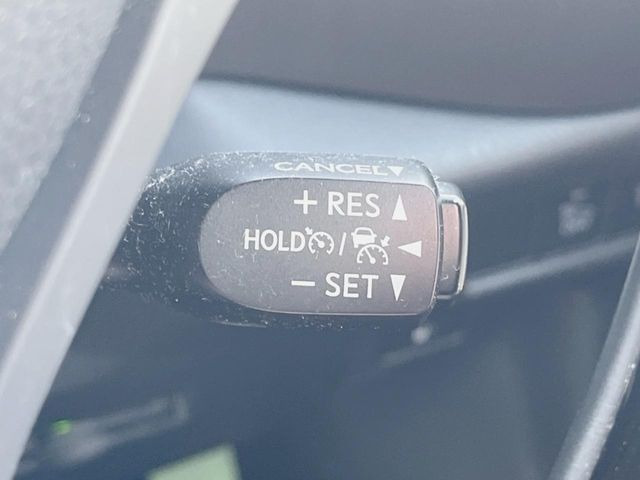 CANCEL
+ RES
HOLD /
- SET